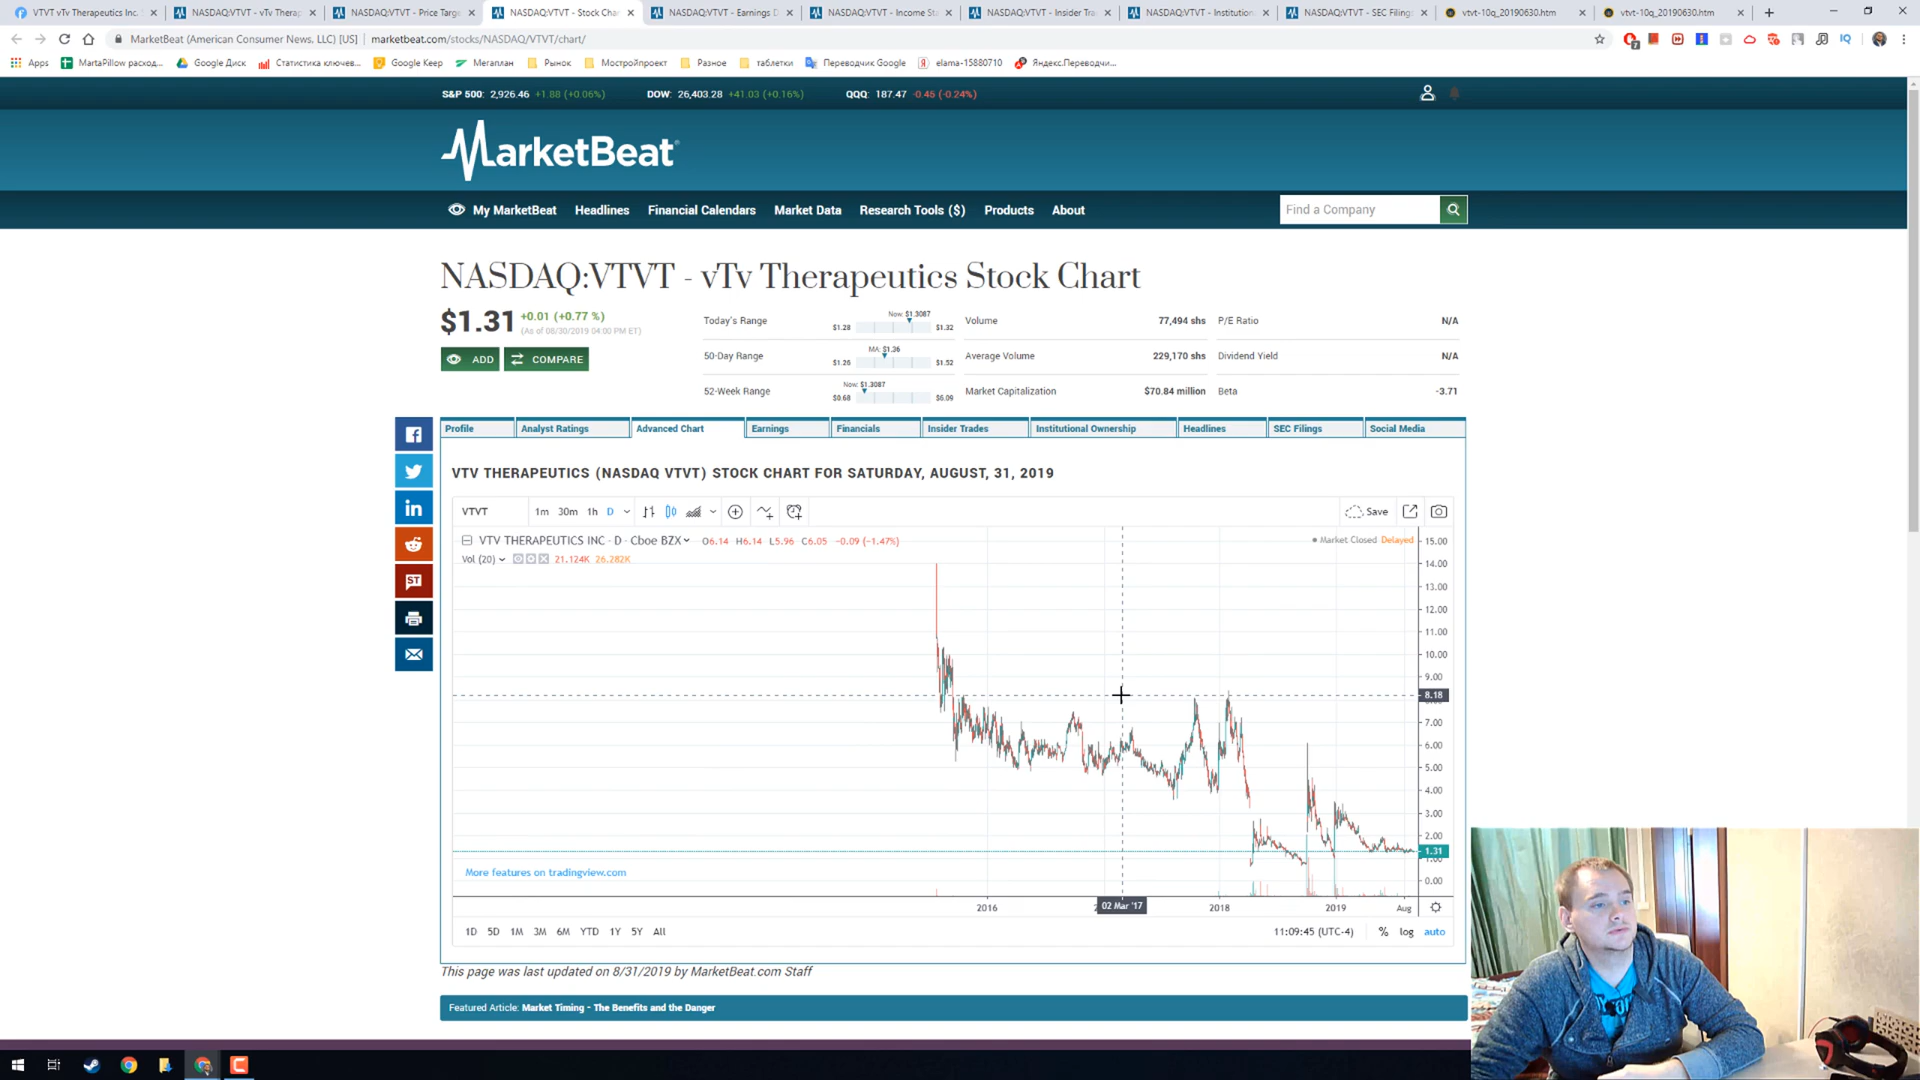 VTVT vTv Therapeutics Inc.
NASDAQ:VTVT - vTv Therap
NASDAQ:VTVT - Price Targe
NASDAQ:VTVT - Stock Char
NASDAQ:VTVT - Earnings D
NASDAQ:VTVT - Income St
NASDAQ:VTVT - Insider Tra
NASDAQ:VTVT - Institution
NASDAQ:VTVT - SEC Filing
vtvt-10q_20190630.htm
vtvt-10q_20190630.htm
MarketBeat (American Consumer News, LLC) [US]
marketbeat.com/stocks/NASDAQ/VTVT/chart/
Apps
MartaPillow расход...
Google Диск
Статистика ключев...
Google Keep
Мегаплан
Рынок
Мостройпроект
Разное
таблетки
Переводчик Google
elama-15880710
Яндекс.Переводчи...
S&P 500: 2,926.46 +1.88 (+0.06%)
DOW: 26,403.28 +41.03 (+0.16%)
QQQ: 187.47 -0.45 (-0.24%)
MarketBeat
My MarketBeat
Headlines
Financial Calendars
Market Data
Research Tools ($)
Products
About
Find a Company
NASDAQ:VTVT - vTv Therapeutics Stock Chart
$1.31 +0.01 (+0.77 %)
(As of 08/30/2019 04:00 PM ET)
ADD
COMPARE
Today's Range
Now: $1.3087
$1.28
$1.32
50-Day Range
MA: $1.36
$1.26
$1.52
52-Week Range
Now: $1.3087
$0.68
$6.09
Volume
77,494 shs
Average Volume
229,170 shs
Market Capitalization
$70.84 million
P/E Ratio
N/A
Dividend Yield
N/A
Beta
-3.71
Profile
Analyst Ratings
Advanced Chart
Earnings
Financials
Insider Trades
Institutional Ownership
Headlines
SEC Filings
Social Media
VTV THERAPEUTICS (NASDAQ VTVT) STOCK CHART FOR SATURDAY, AUGUST, 31, 2019
VTVT
1m
30m
1h
D
Save
VTV THERAPEUTICS INC · D · Cboe BZX
O6.14 H6.14 L5.96 C6.05 -0.09 (-1.47%)
Market Closed
Delayed
Vol (20)
21.124K 26.282K
15.00
14.00
13.00
12.00
11.00
10.00
9.00
8.18
7.00
6.00
5.00
4.00
3.00
2.00
1.31
0.00
More features on tradingview.com
2016
02 Mar '17
2018
2019
Aug
1D
5D
1M
3M
6M
YTD
1Y
5Y
All
11:09:45 (UTC-4)
%
log
auto
This page was last updated on 8/31/2019 by MarketBeat.com Staff
Featured Article: Market Timing - The Benefits and the Danger